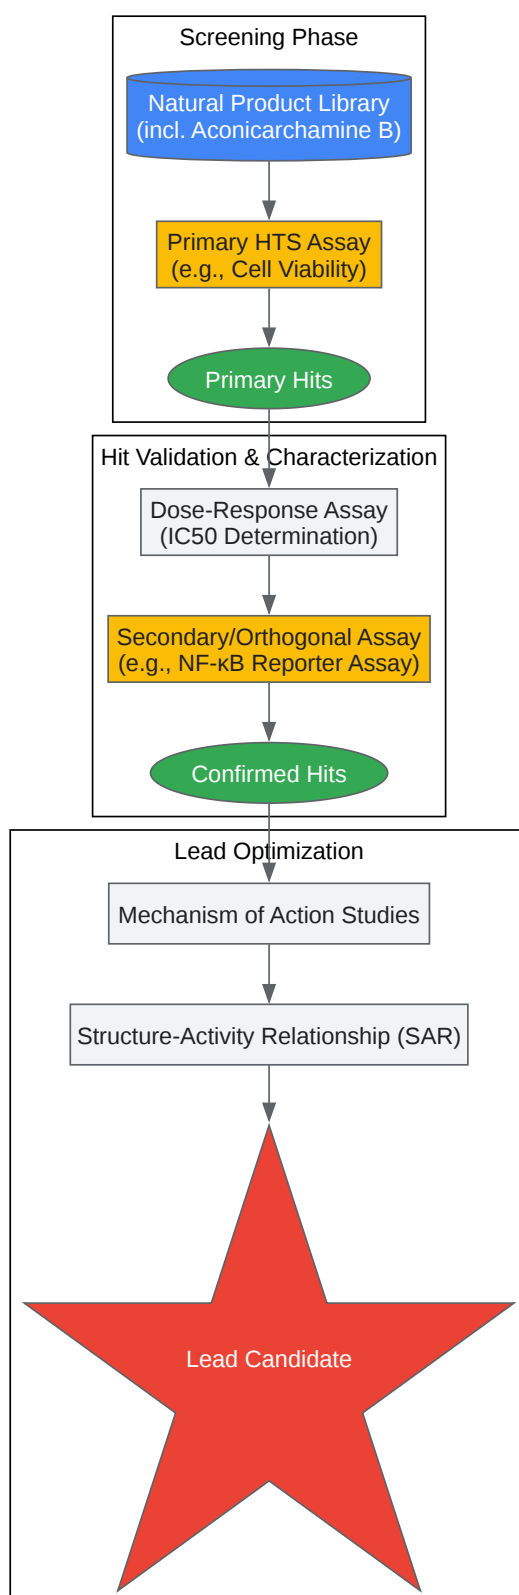 Screening Phase
Natural Product Library
(incl. Aconicarchamine B)
Primary HTS Assay
(e.g., Cell Viability)
Primary Hits
Hit Validation & Characterization
Dose-Response Assay
(IC50 Determination)
Secondary/Orthogonal Assay
(e.g., NF-κB Reporter Assay)
Confirmed Hits
Lead Optimization
Mechanism of Action Studies
Structure-Activity Relationship (SAR)
Lead Candidate